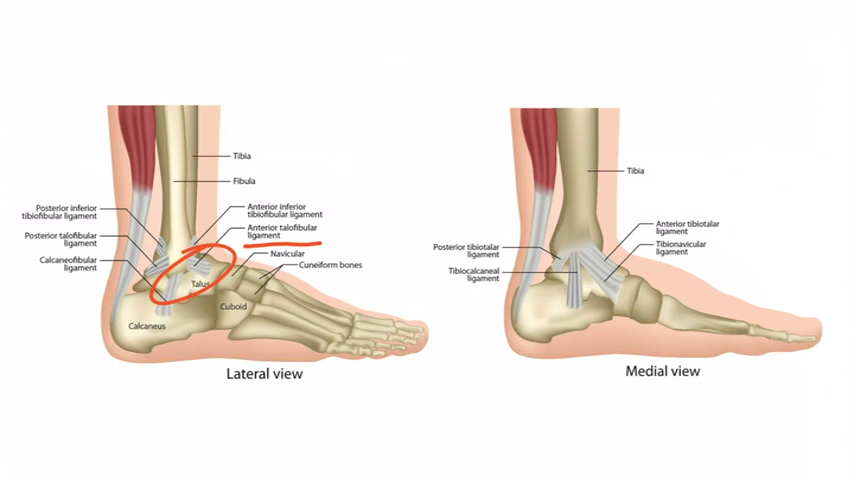 Tibia
Fibula
Posterior inferior
tibiofibular ligament
Anterior inferior
tibiofibular ligament
Posterior talofibular
ligament
Anterior talofibular
ligament
Calcaneofibular
ligament
Navicular
Cuneiform bones
Talus
Cuboid
Calcaneus
Lateral view
Tibia
Anterior tibiotalar
ligament
Posterior tibiotalar
ligament
Tibionavicular
ligament
Tibiocalcaneal
ligament
Medial view